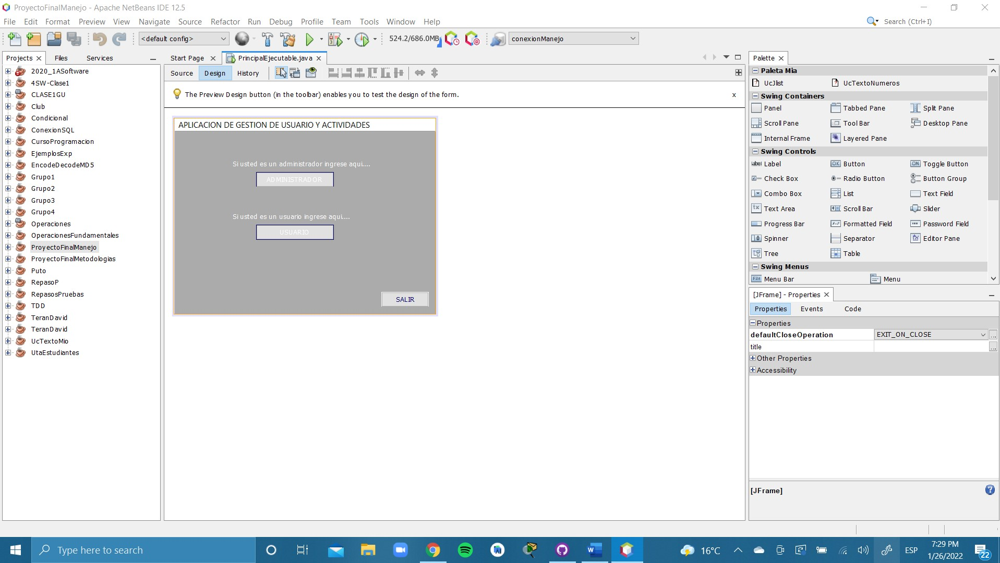 ProyectoFinalManejo - Apache NetBeans IDE 12.5
File Edit Format Preview View Navigate Source Refactor Run Debug Profile Team Tools Window Help
Search (Ctrl+I)
<default config>
524.2/686.0MB
conexionManejo
Projects Files Services
2020_1ASoftware
4SW-Clase1
CLASE1GU
Club
Condicional
ConexionSQL
CursoProgramacion
EjemplosExp
EncodeDecodeMD5
Grupo1
Grupo2
Grupo3
Grupo4
Operaciones
OperacionesFundamentales
ProyectoFinalManejo
ProyectoFinalMetodologias
Puto
RepasoP
RepasosPruebas
TDD
TeranDavid
TeranDavid
UcTextoMio
UtaEstudiantes
Start Page PrincipalEjecutable.java
Source Design History
The Preview Design button (in the toolbar) enables you to test the design of the form.
x
APLICACION DE GESTION DE USUARIO Y ACTIVIDADES
Si usted es un administrador ingrese aqui....
ADMINISTRADOR
Si usted es un usuario ingrese aqui....
USUARIO
SALIR
Palette
Paleta Mia
UcJlist UcTextoNumeros
Swing Containers
Panel Tabbed Pane Split Pane
Scroll Pane Tool Bar Desktop Pane
Internal Frame Layered Pane
Swing Controls
Label Button Toggle Button
Check Box Radio Button Button Group
Combo Box List Text Field
Text Area Scroll Bar Slider
Progress Bar Formatted Field Password Field
Spinner Separator Editor Pane
Tree Table
Swing Menus
Menu Bar Menu
[JFrame] - Properties
Properties Events Code
Properties
defaultCloseOperation EXIT_ON_CLOSE ...
title ...
Other Properties
Accessibility
[JFrame]
Type here to search
16°C
ESP
7:29 PM
1/26/2022
22